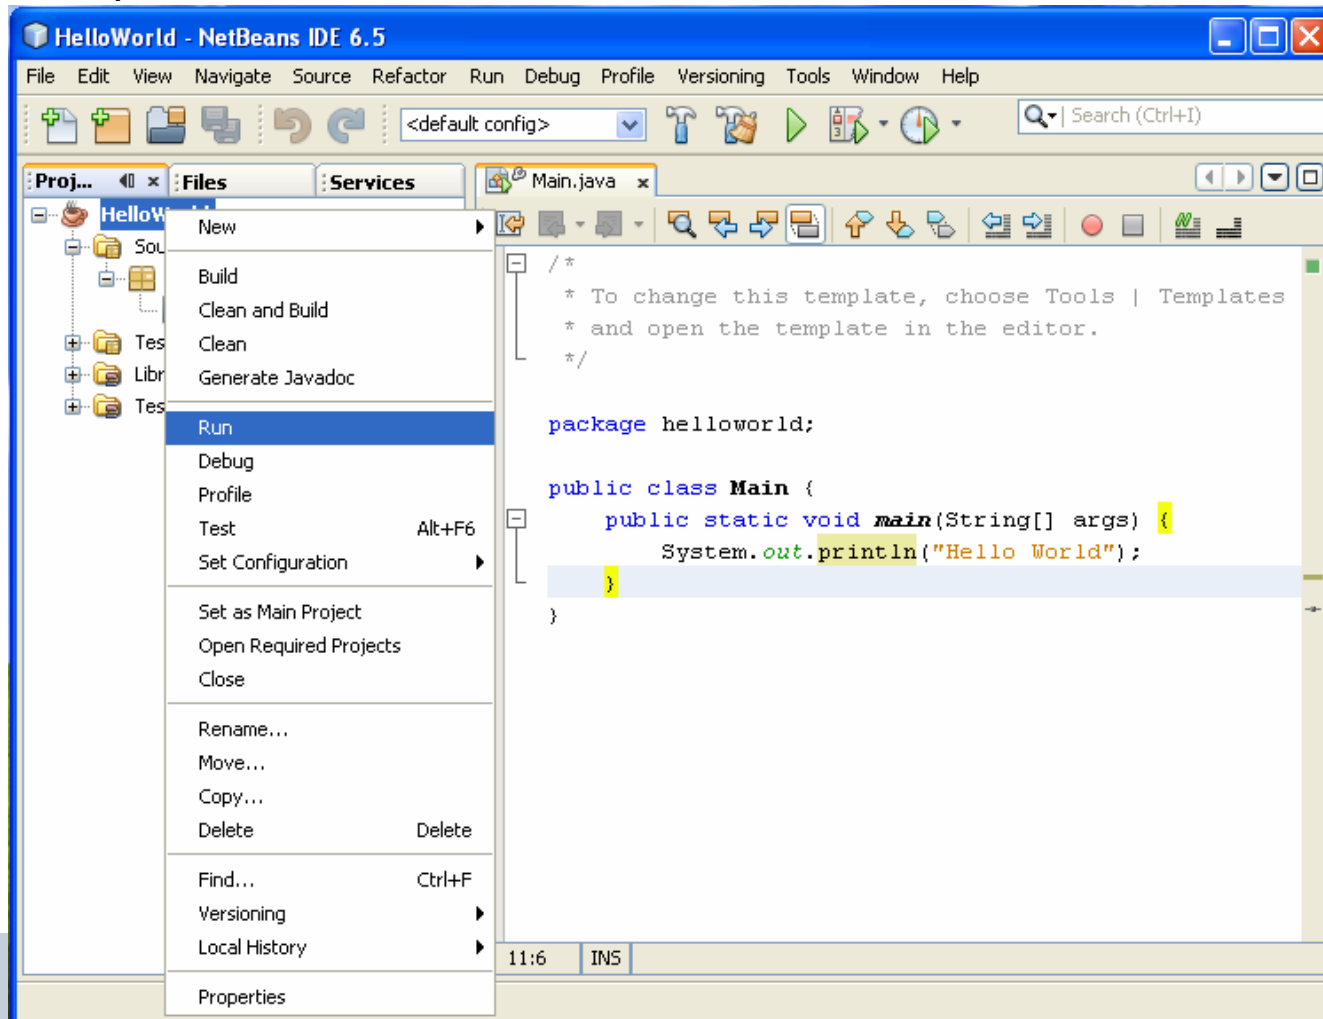 HelloWorld - NetBeans IDE 6.5
File Edit View Navigate Source Refactor Run Debug Profile Versioning Tools Window Help
<default config>
Search (Ctrl+I)
Proj... Files Services Main.java
HelloW
Sou
Tes
Libr
Tes
New
Build
Clean and Build
Clean
Generate Javadoc
Run
Debug
Profile
Test Alt+F6
Set Configuration
Set as Main Project
Open Required Projects
Close
Rename...
Move...
Copy...
Delete Delete
Find... Ctrl+F
Versioning
Local History
Properties
/*
* To change this template, choose Tools | Templates
* and open the template in the editor.
*/
package helloworld;
public class Main {
public static void main(String[] args) {
System.out.println("Hello World");
}
}
11:6 INS